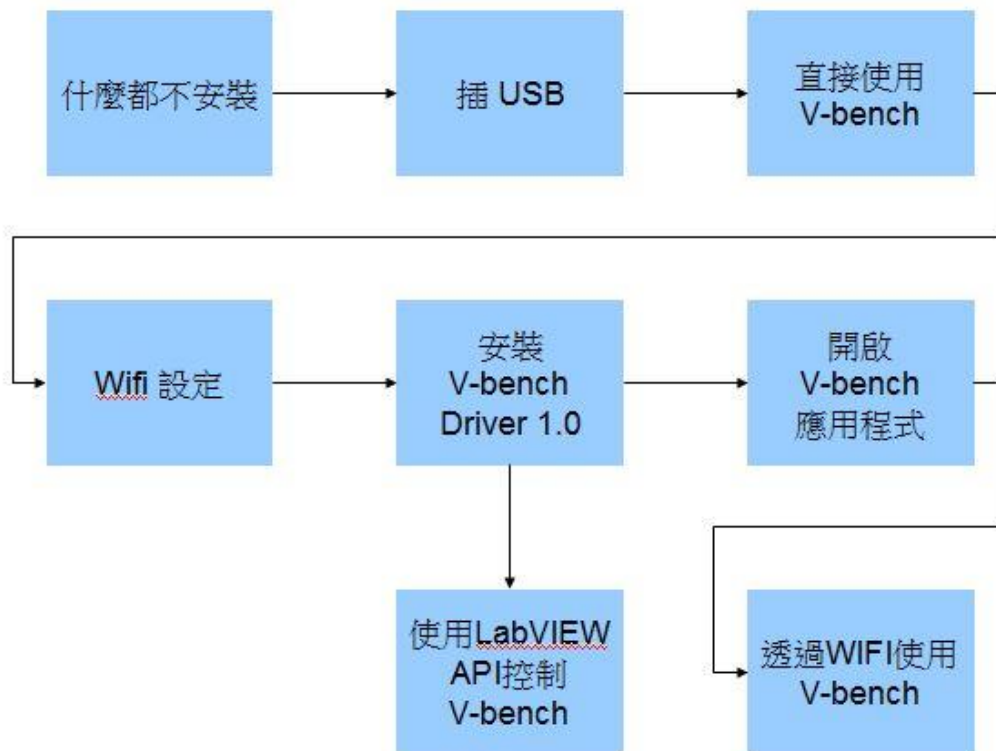 什麼都不安裝
插 USB
直接使用
V-bench
Wifi 設定
安裝
V-bench
Driver 1.0
開啟
V-bench
應用程式
使用LabVIEW
API控制
V-bench
透過WIFI使用
V-bench